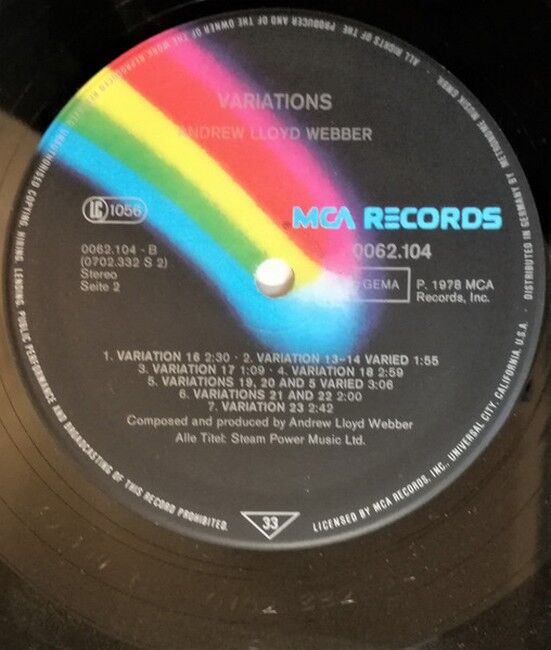 VARIATIONS
ANDREW LLOYD WEBBER
LC 1056
MCA RECORDS
0062.104 - B
(0702.332 S 2)
Stereo
Seite 2
0062.104
GEMA
P. 1978 MCA
Records, Inc.
1. VARIATION 16 2:30 · 2. VARIATION 13-14 VARIED 1:55
3. VARIATION 17 1:09 · 4. VARIATION 18 2:59
5. VARIATIONS 19, 20 AND 5 VARIED 3:06
6. VARIATIONS 21 AND 22 2:00
7. VARIATION 23 2:42
Composed and produced by Andrew Lloyd Webber
Alle Titel: Steam Power Music Ltd.
33
ALL RIGHTS OF THE PRODUCER AND OF THE OWNER OF THE WORK REPRODUCED RESERVED. UNAUTHORISED COPYING, HIRING, LENDING, PUBLIC PERFORMANCE AND BROADCASTING OF THIS RECORD PROHIBITED.
LICENSED BY MCA RECORDS, INC., UNIVERSAL CITY, CALIFORNIA, U.S.A. · DISTRIBUTED IN GERMANY BY METRONOME MUSIK GMBH.